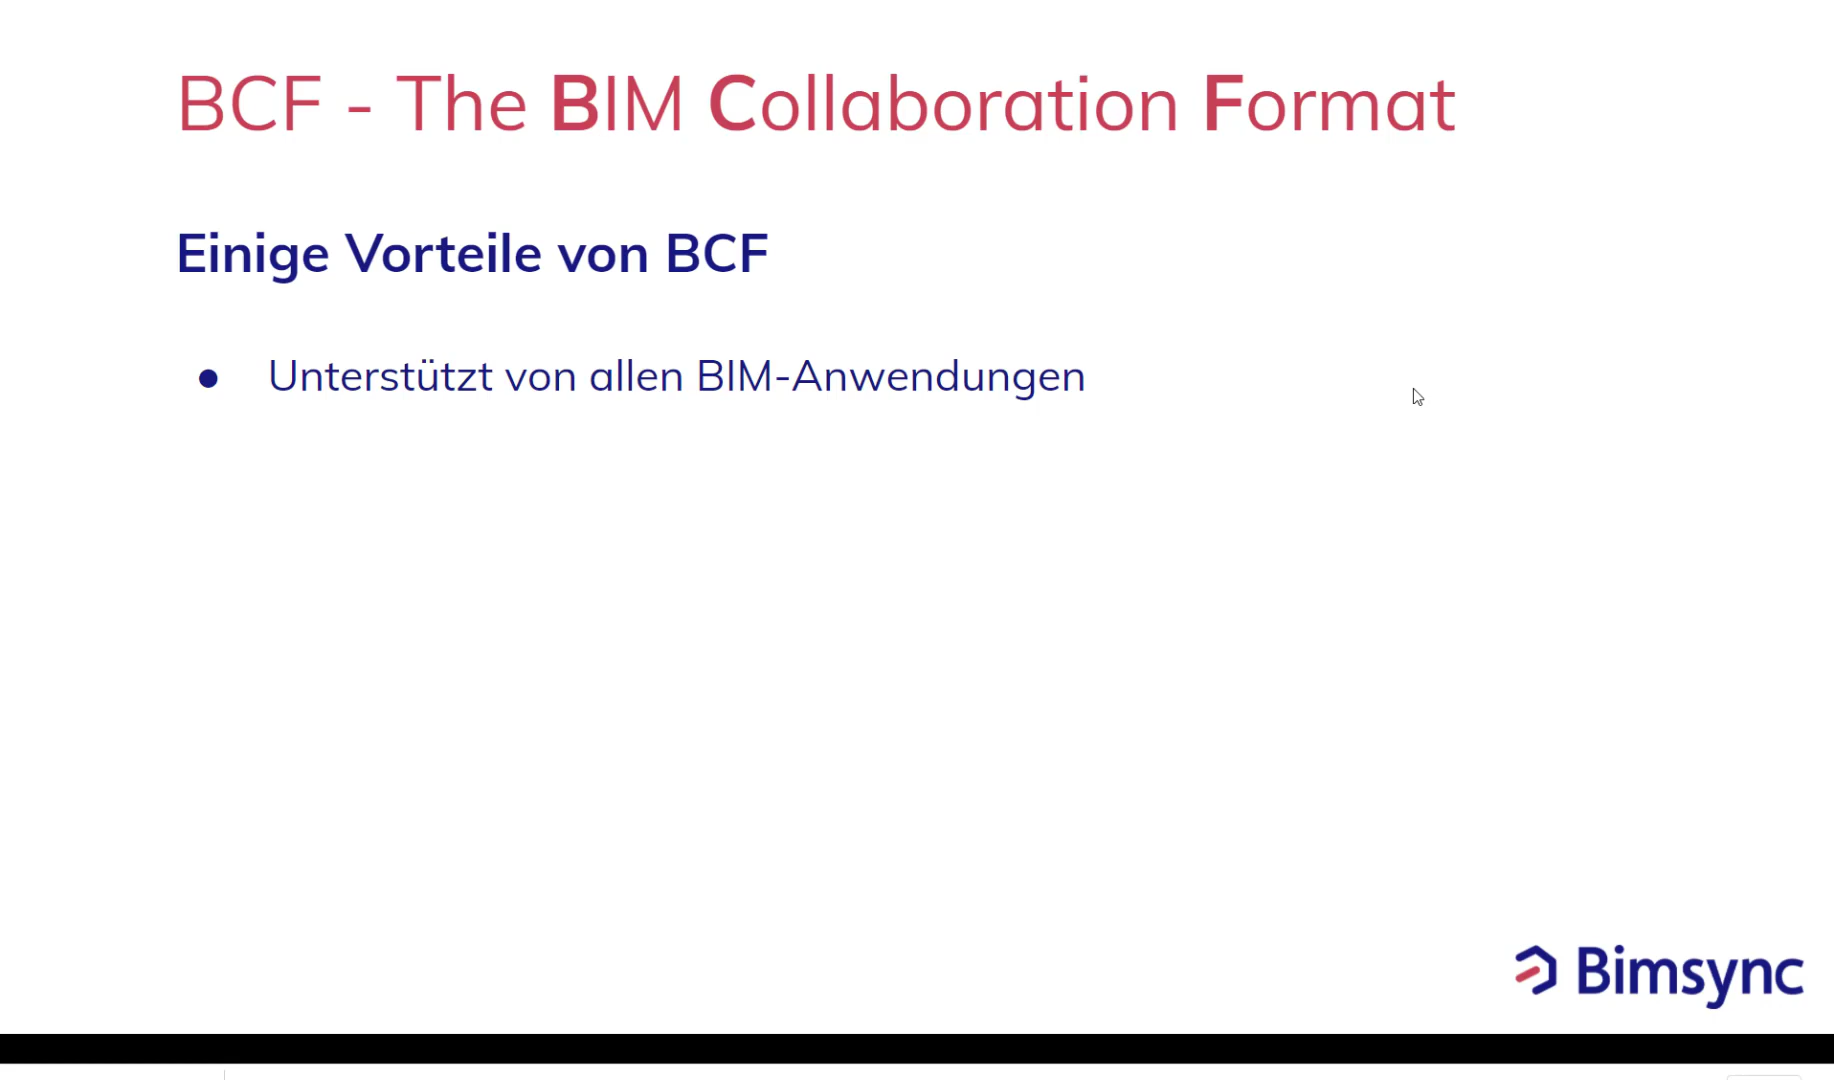 BCF - The BIM Collaboration Format
Einige Vorteile von BCF
● Unterstützt von allen BIM-Anwendungen
Bimsync